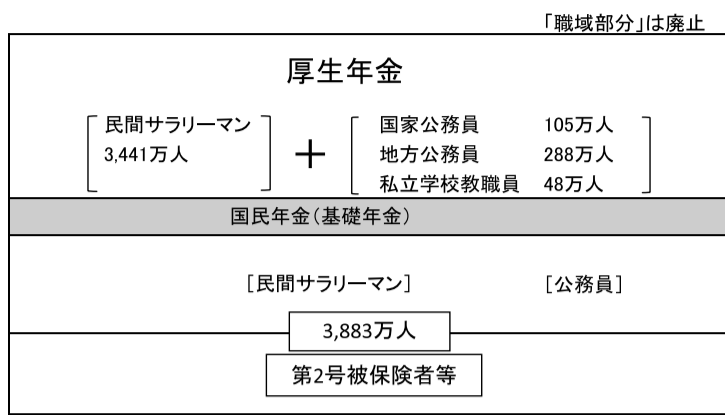 「職域部分」は廃止
厚生年金
民間サラリーマン
3,441万人
＋
国家公務員 105万人
地方公務員 288万人
私立学校教職員 48万人
国民年金（基礎年金）
［民間サラリーマン］ ［公務員］
3,883万人
第2号被保険者等